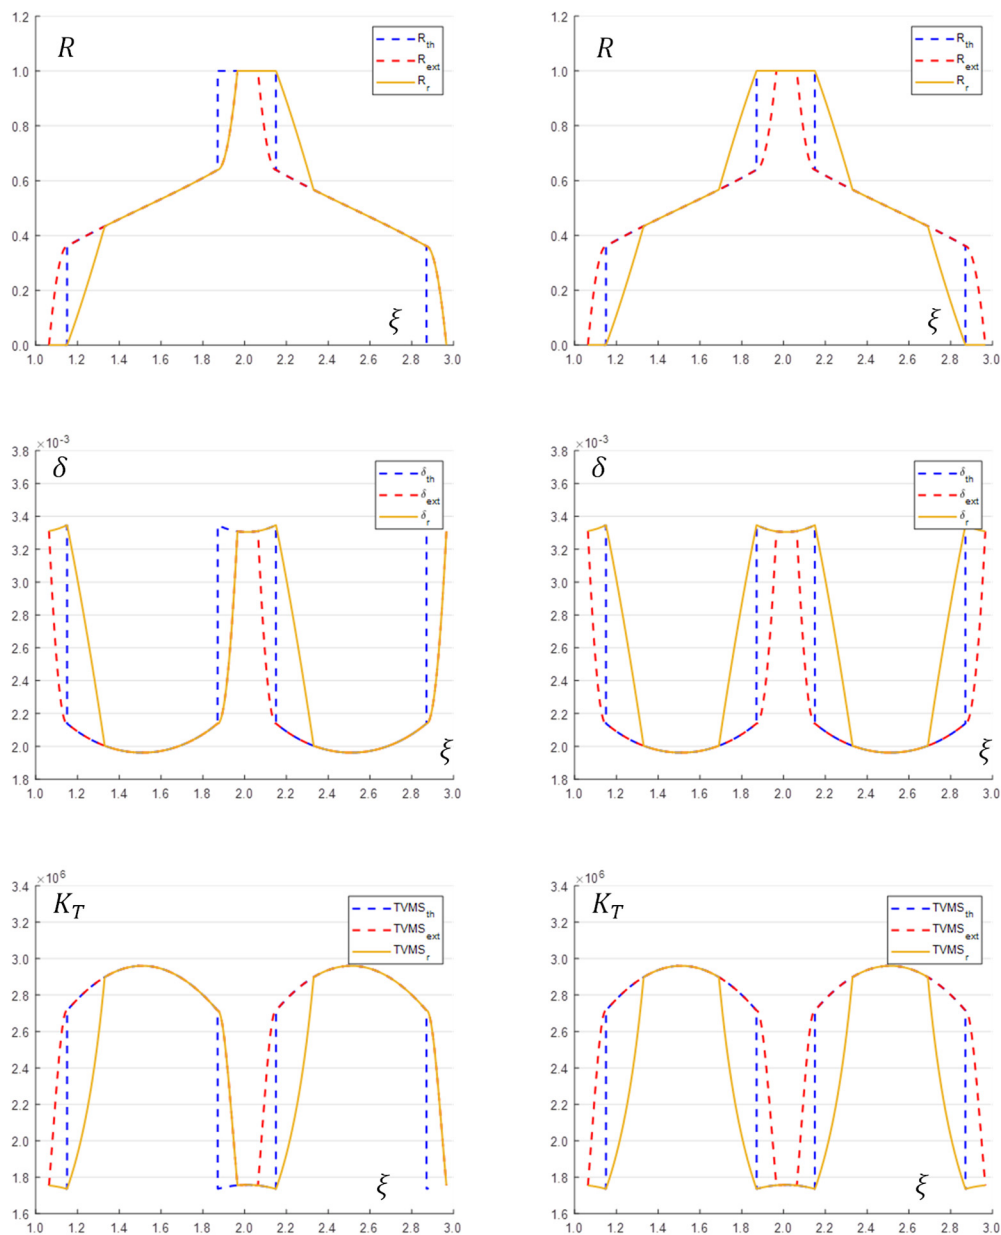 R
R_th
R_ext
R_r
1.2
1.0
0.8
0.6
0.4
0.2
0.0
ξ
1.0 1.2 1.4 1.6 1.8 2.0 2.2 2.4 2.6 2.8 3.0
R
R_th
R_ext
R_r
1.2
1.0
0.8
0.6
0.4
0.2
0.0
ξ
1.0 1.2 1.4 1.6 1.8 2.0 2.2 2.4 2.6 2.8 3.0
×10^-3
δ
δ_th
δ_ext
δ_r
3.8
3.6
3.4
3.2
3.0
2.8
2.6
2.4
2.2
2.0
1.8
ξ
1.0 1.2 1.4 1.6 1.8 2.0 2.2 2.4 2.6 2.8 3.0
×10^-3
δ
δ_th
δ_ext
δ_r
3.8
3.6
3.4
3.2
3.0
2.8
2.6
2.4
2.2
2.0
1.8
ξ
1.0 1.2 1.4 1.6 1.8 2.0 2.2 2.4 2.6 2.8 3.0
×10^6
K_T
TVMS_th
TVMS_ext
TVMS_r
3.4
3.2
3.0
2.8
2.6
2.4
2.2
2.0
1.8
1.6
ξ
1.0 1.2 1.4 1.6 1.8 2.0 2.2 2.4 2.6 2.8 3.0
×10^6
K_T
TVMS_th
TVMS_ext
TVMS_r
3.4
3.2
3.0
2.8
2.6
2.4
2.2
2.0
1.8
1.6
ξ
1.0 1.2 1.4 1.6 1.8 2.0 2.2 2.4 2.6 2.8 3.0